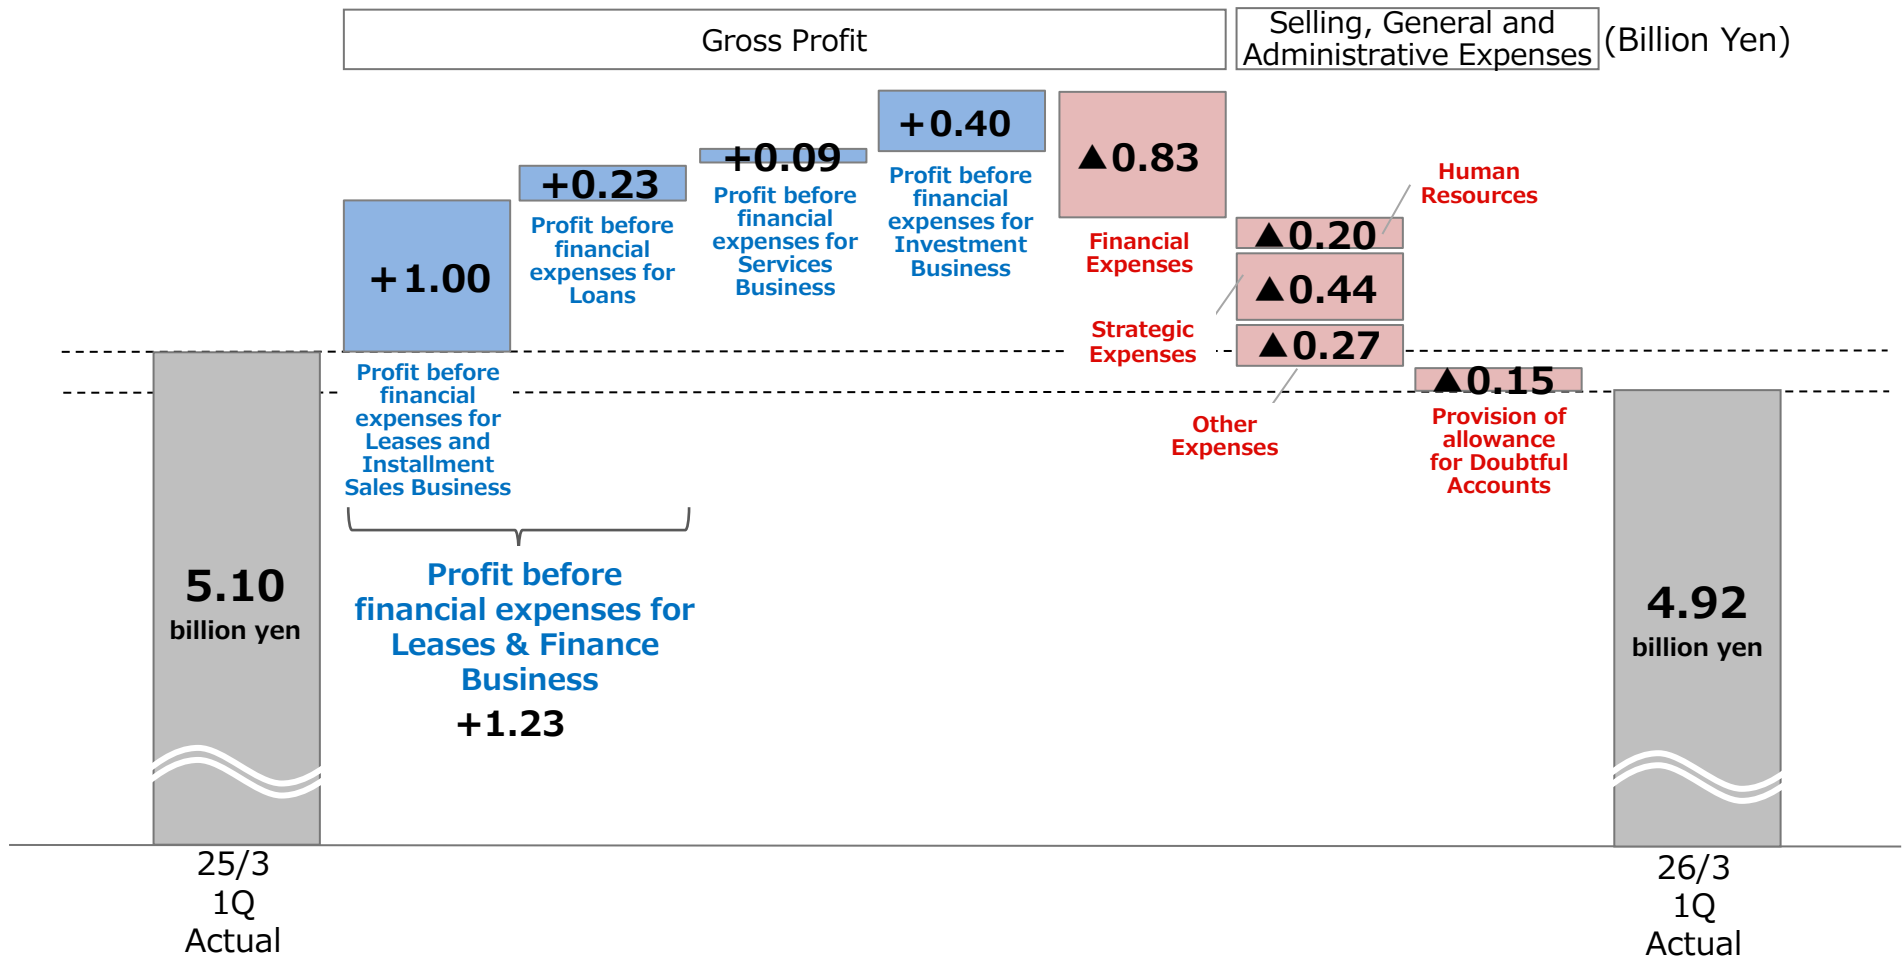 Gross Profit
Selling, General and
Administrative Expenses
(Billion Yen)
+1.00
Profit before
financial
expenses for
Leases and
Installment
Sales Business
+0.23
Profit before
financial
expenses for
Loans
+0.09
Profit before
financial
expenses for
Services
Business
+0.40
Profit before
financial
expenses for
Investment
Business
▲0.83
Financial
Expenses
Human
Resources
▲0.20
▲0.44
Strategic
Expenses
▲0.27
Other
Expenses
▲0.15
Provision of
allowance
for Doubtful
Accounts
Profit before
financial expenses for
Leases & Finance
Business
+1.23
5.10
billion yen
4.92
billion yen
25/3
1Q
Actual
26/3
1Q
Actual